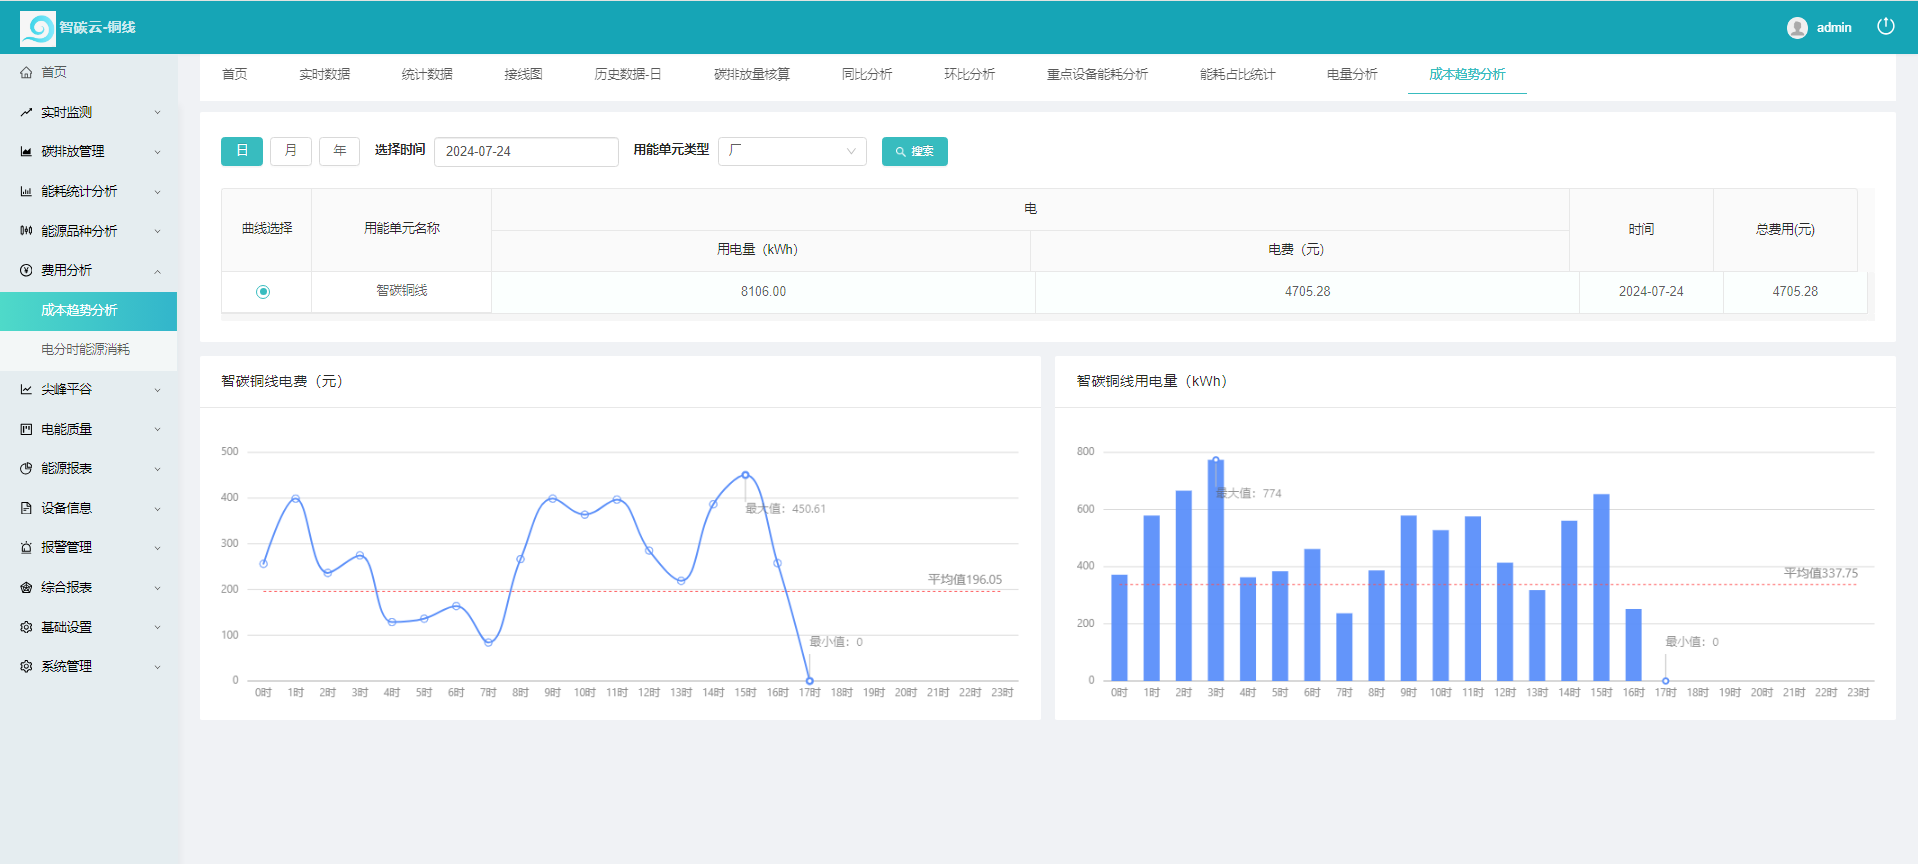 智碳云-铜线
admin
首页
实时监测
碳排放管理
能耗统计分析
能源品种分析
费用分析
成本趋势分析
电分时能源消耗
尖峰平谷
电能质量
能源报表
设备信息
报警管理
综合报表
基础设置
系统管理
首页 实时数据 统计数据 接线图 历史数据-日 碳排放量核算 同比分析 环比分析 重点设备能耗分析 能耗占比统计 电量分析 成本趋势分析
日 月 年 选择时间 2024-07-24 用能单元类型 厂 搜索
曲线选择 用能单元名称 电 时间 总费用(元)
用电量（kWh） 电费（元）
智碳铜线 8106.00 4705.28 2024-07-24 4705.28
智碳铜线电费（元）
500
400
300
200
100
0
最大值：450.61
平均值196.05
最小值：0
0时 1时 2时 3时 4时 5时 6时 7时 8时 9时 10时 11时 12时 13时 14时 15时 16时 17时 18时 19时 20时 21时 22时 23时
智碳铜线用电量（kWh）
800
600
400
200
0
最大值：774
平均值337.75
最小值：0
0时 1时 2时 3时 4时 5时 6时 7时 8时 9时 10时 11时 12时 13时 14时 15时 16时 17时 18时 19时 20时 21时 22时 23时